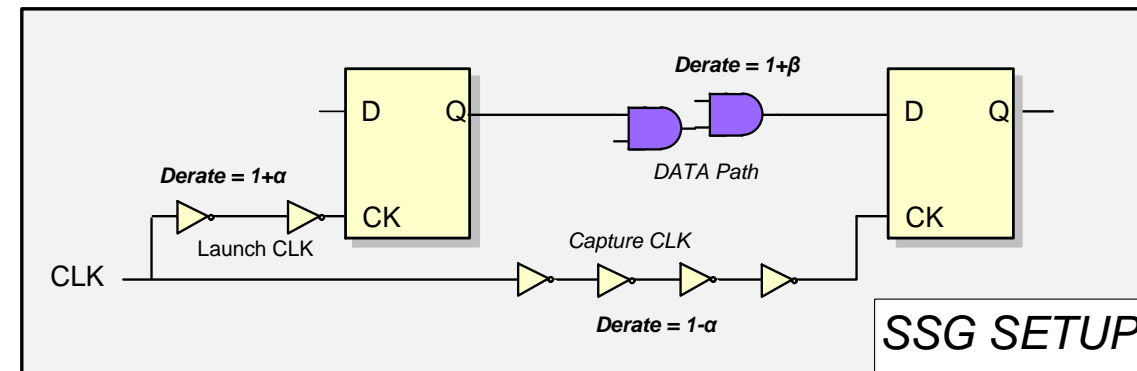 Derate = 1+β
D Q
D Q
DATA Path
Derate = 1+α
CK
CK
Launch CLK
Capture CLK
CLK
Derate = 1-α
SSG SETUP